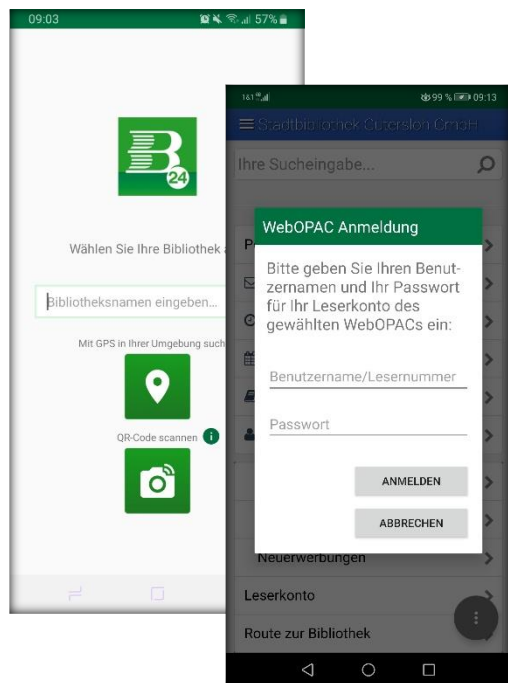 09:03
57%
B
24
Wählen Sie Ihre Bibliothek
Bibliotheksnamen eingeben...
Mit GPS in Ihrer Umgebung such
QR-Code scannen i
1&1
99 % 09:13
Stadtbibliothek Gütersloh GmbH
Ihre Sucheingabe...
P
WebOPAC Anmeldung
Bitte geben Sie Ihren Benut-
zernamen und Ihr Passwort
für Ihr Leserkonto des
gewählten WebOPACs ein:
Benutzername/Lesernummer
Passwort
ANMELDEN
ABBRECHEN
Neuerwerbungen
Leserkonto
Route zur Bibliothek